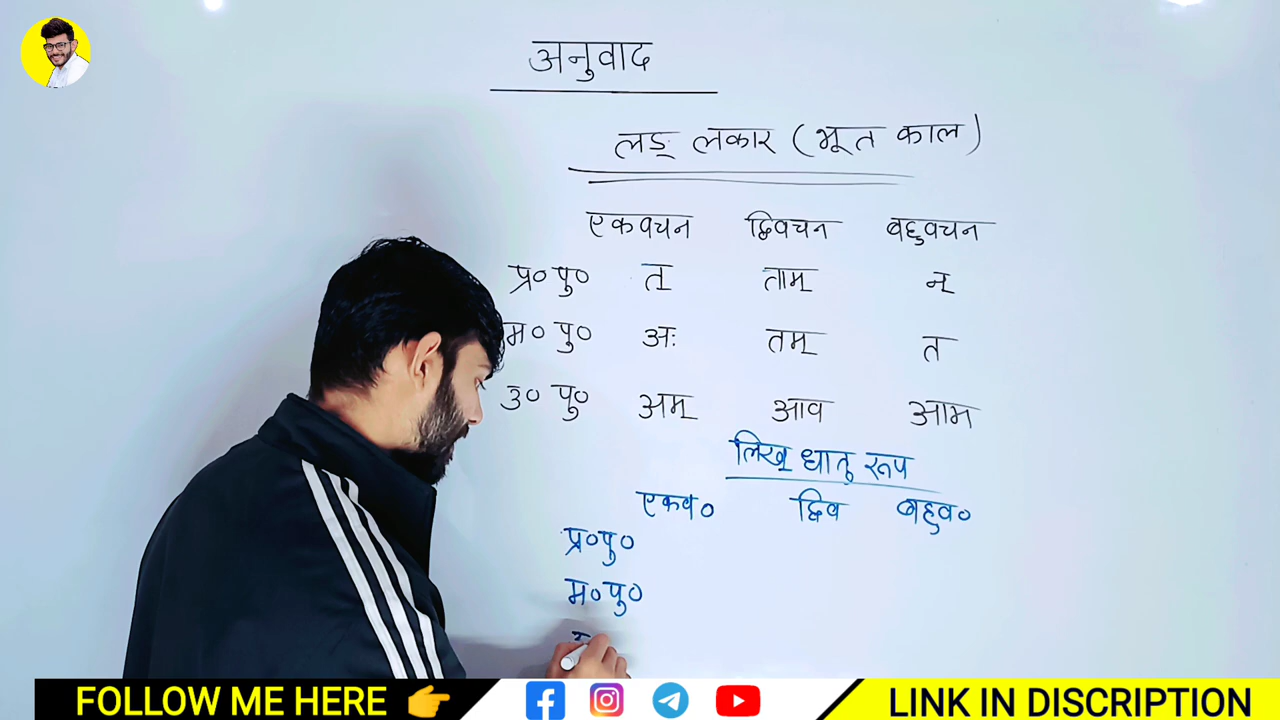 अनुवाद
लङ् लकार (भूत काल)
एकवचन द्विवचन बहुवचन
प्र० पु० त् ताम् न्
म० पु० अः तम् त
उ० पु० अम् आव आम
लिख् धातु रूप
एकव० द्विव बहुव०
प्र०पु०
म०पु०
FOLLOW ME HERE LINK IN DISCRIPTION